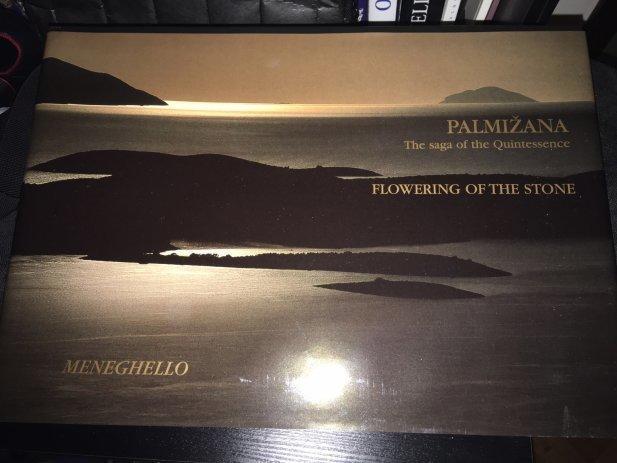 PALMIŽANA
The saga of the Quintessence
FLOWERING OF THE STONE
MENEGHELLO